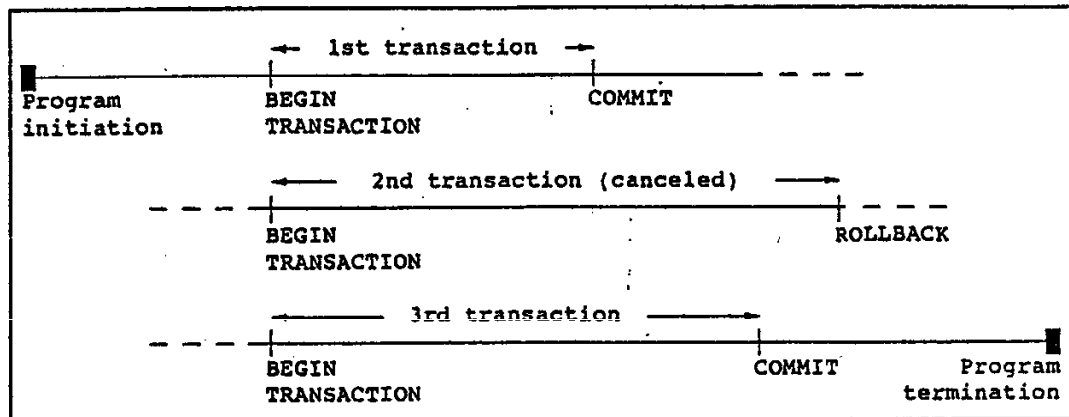 1st transaction
Program initiation
BEGIN TRANSACTION
COMMIT
2nd transaction (canceled)
BEGIN TRANSACTION
ROLLBACK
3rd transaction
BEGIN TRANSACTION
COMMIT
Program termination